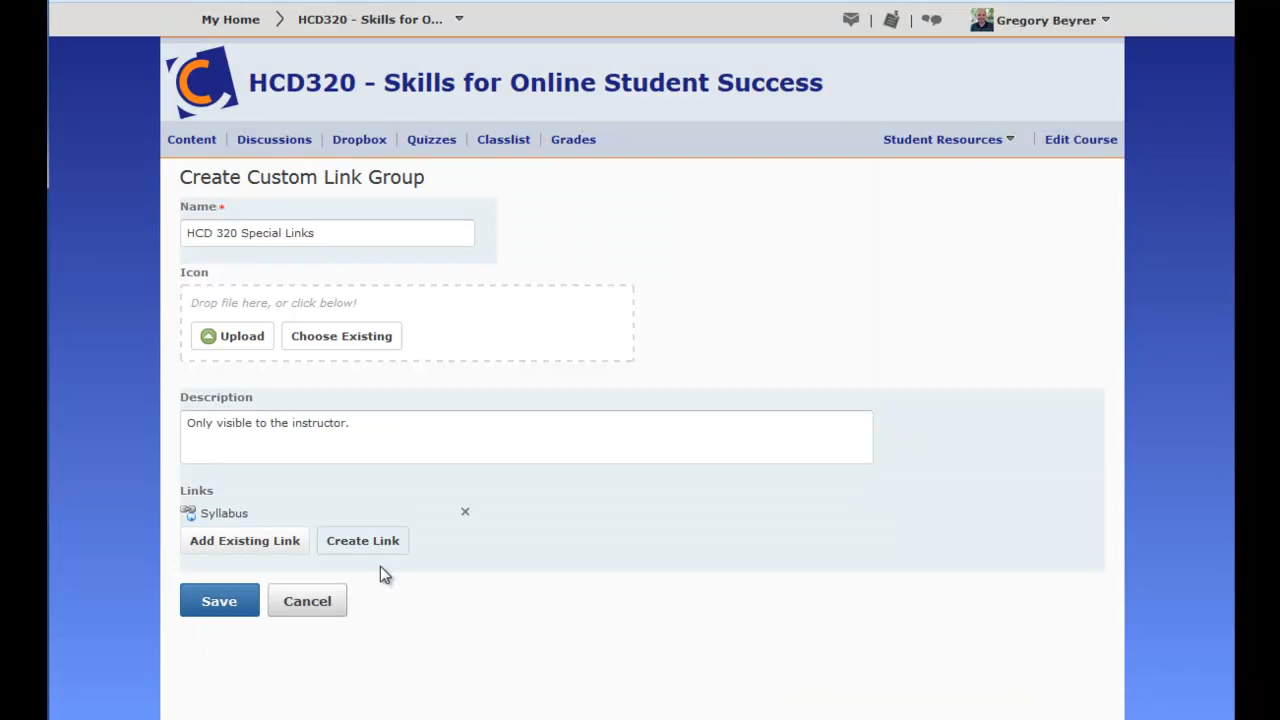 My Home
HCD320 - Skills for O...
Gregory Beyrer
C
HCD320 - Skills for Online Student Success
Content
Discussions
Dropbox
Quizzes
Classlist
Grades
Student Resources
Edit Course
Create Custom Link Group
Name *
HCD 320 Special Links
Icon
Drop file here, or click below!
Upload
Choose Existing
Description
Only visible to the instructor.
Links
Syllabus
Add Existing Link
Create Link
Save
Cancel